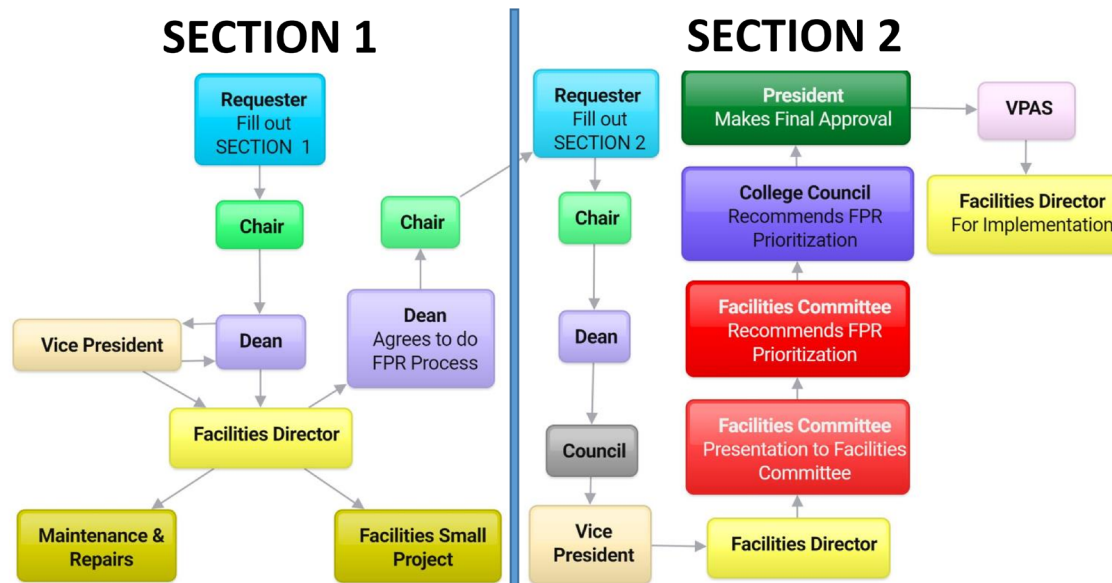 SECTION 1
Requester
Fill out
SECTION 1
Chair
Vice President
Dean
Chair
Dean
Agrees to do
FPR Process
Facilities Director
Maintenance &
Repairs
Facilities Small
Project
SECTION 2
Requester
Fill out
SECTION 2
Chair
Dean
Council
Vice
President
Facilities Director
Facilities Committee
Presentation to Facilities
Committee
Facilities Committee
Recommends FPR
Prioritization
College Council
Recommends FPR
Prioritization
President
Makes Final Approval
VPAS
Facilities Director
For Implementation